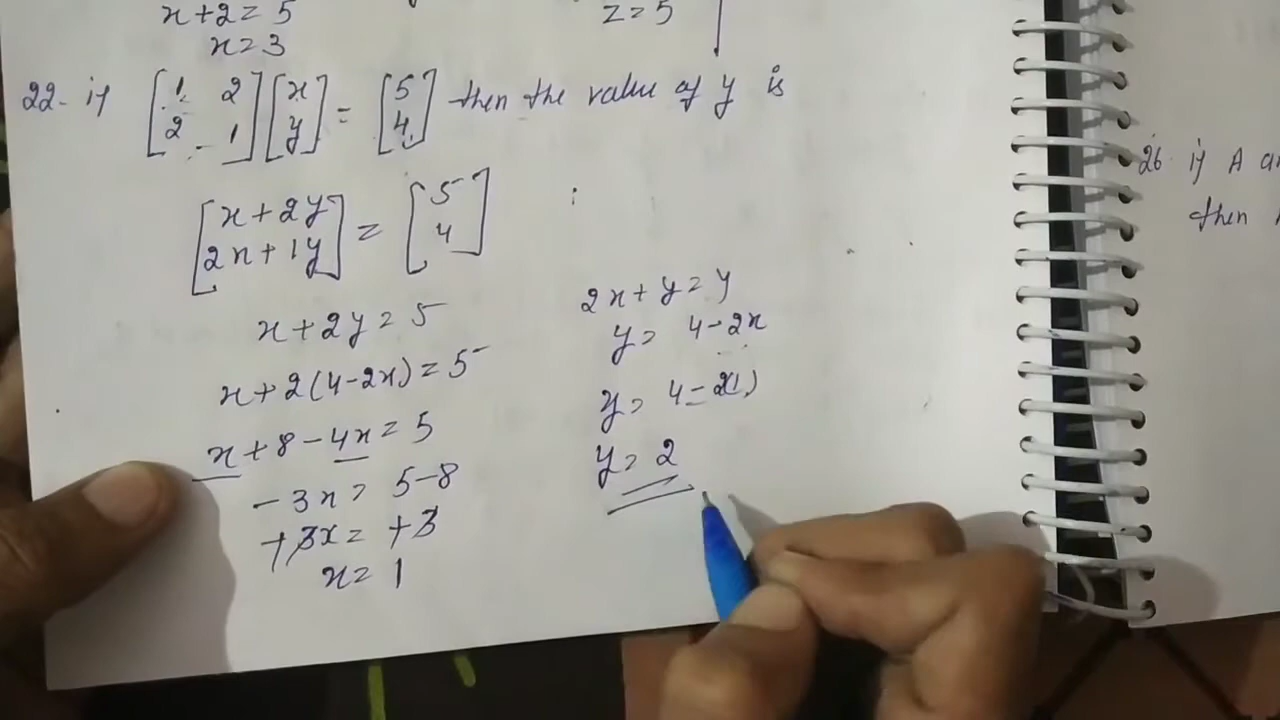 x+2=5
x=3
z=5
22. if [1 2 2 1] [x y] = [5 4] then the value of y is
[x+2y 2x+1y] = [5 4]
x+2y=5
x+2(4-2x)=5
x+8-4x=5
-3x=5-8
+3x=+3
x=1
2x+y=y
y=4-2x
y=4-2(1)
y=2
26. if A
then